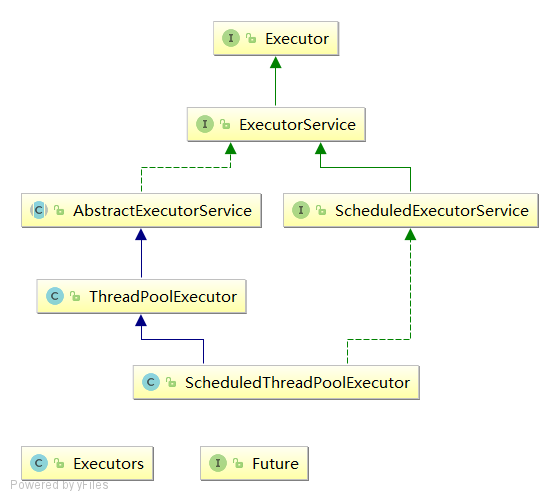 I Executor
I ExecutorService
C AbstractExecutorService
I ScheduledExecutorService
C ThreadPoolExecutor
C ScheduledThreadPoolExecutor
C Executors
I Future
Powered by yFiles